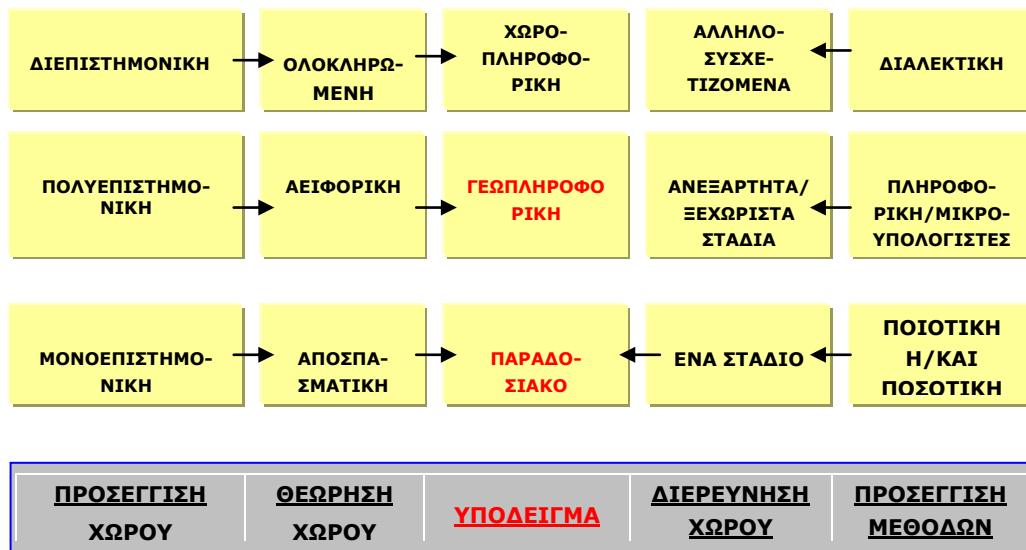 ΔΙΕΠΙΣΤΗΜΟΝΙΚΗ
ΟΛΟΚΛΗΡΩ-
ΜΕΝΗ
ΧΩΡΟ-
ΠΛΗΡΟΦΟ-
ΡΙΚΗ
ΑΛΛΗΛΟ-
ΣΥΣΧΕ-
ΤΙΖΟΜΕΝΑ
ΔΙΑΛΕΚΤΙΚΗ
ΠΟΛΥΕΠΙΣΤΗΜΟ-
ΝΙΚΗ
ΑΕΙΦΟΡΙΚΗ
ΓΕΩΠΛΗΡΟΦΟ
ΡΙΚΗ
ΑΝΕΞΑΡΤΗΤΑ/
ΞΕΧΩΡΙΣΤΑ
ΣΤΑΔΙΑ
ΠΛΗΡΟΦΟ-
ΡΙΚΗ/ΜΙΚΡΟ-
ΥΠΟΛΟΓΙΣΤΕΣ
ΜΟΝΟΕΠΙΣΤΗΜΟ-
ΝΙΚΗ
ΑΠΟΣΠΑ-
ΣΜΑΤΙΚΗ
ΠΑΡΑΔΟ-
ΣΙΑΚΟ
ΕΝΑ ΣΤΑΔΙΟ
ΠΟΙΟΤΙΚΗ
Η/ΚΑΙ
ΠΟΣΟΤΙΚΗ
ΠΡΟΣΕΓΓΙΣΗ
ΧΩΡΟΥ
ΘΕΩΡΗΣΗ
ΧΩΡΟΥ
ΥΠΟΔΕΙΓΜΑ
ΔΙΕΡΕΥΝΗΣΗ
ΧΩΡΟΥ
ΠΡΟΣΕΓΓΙΣΗ
ΜΕΘΟΔΩΝ